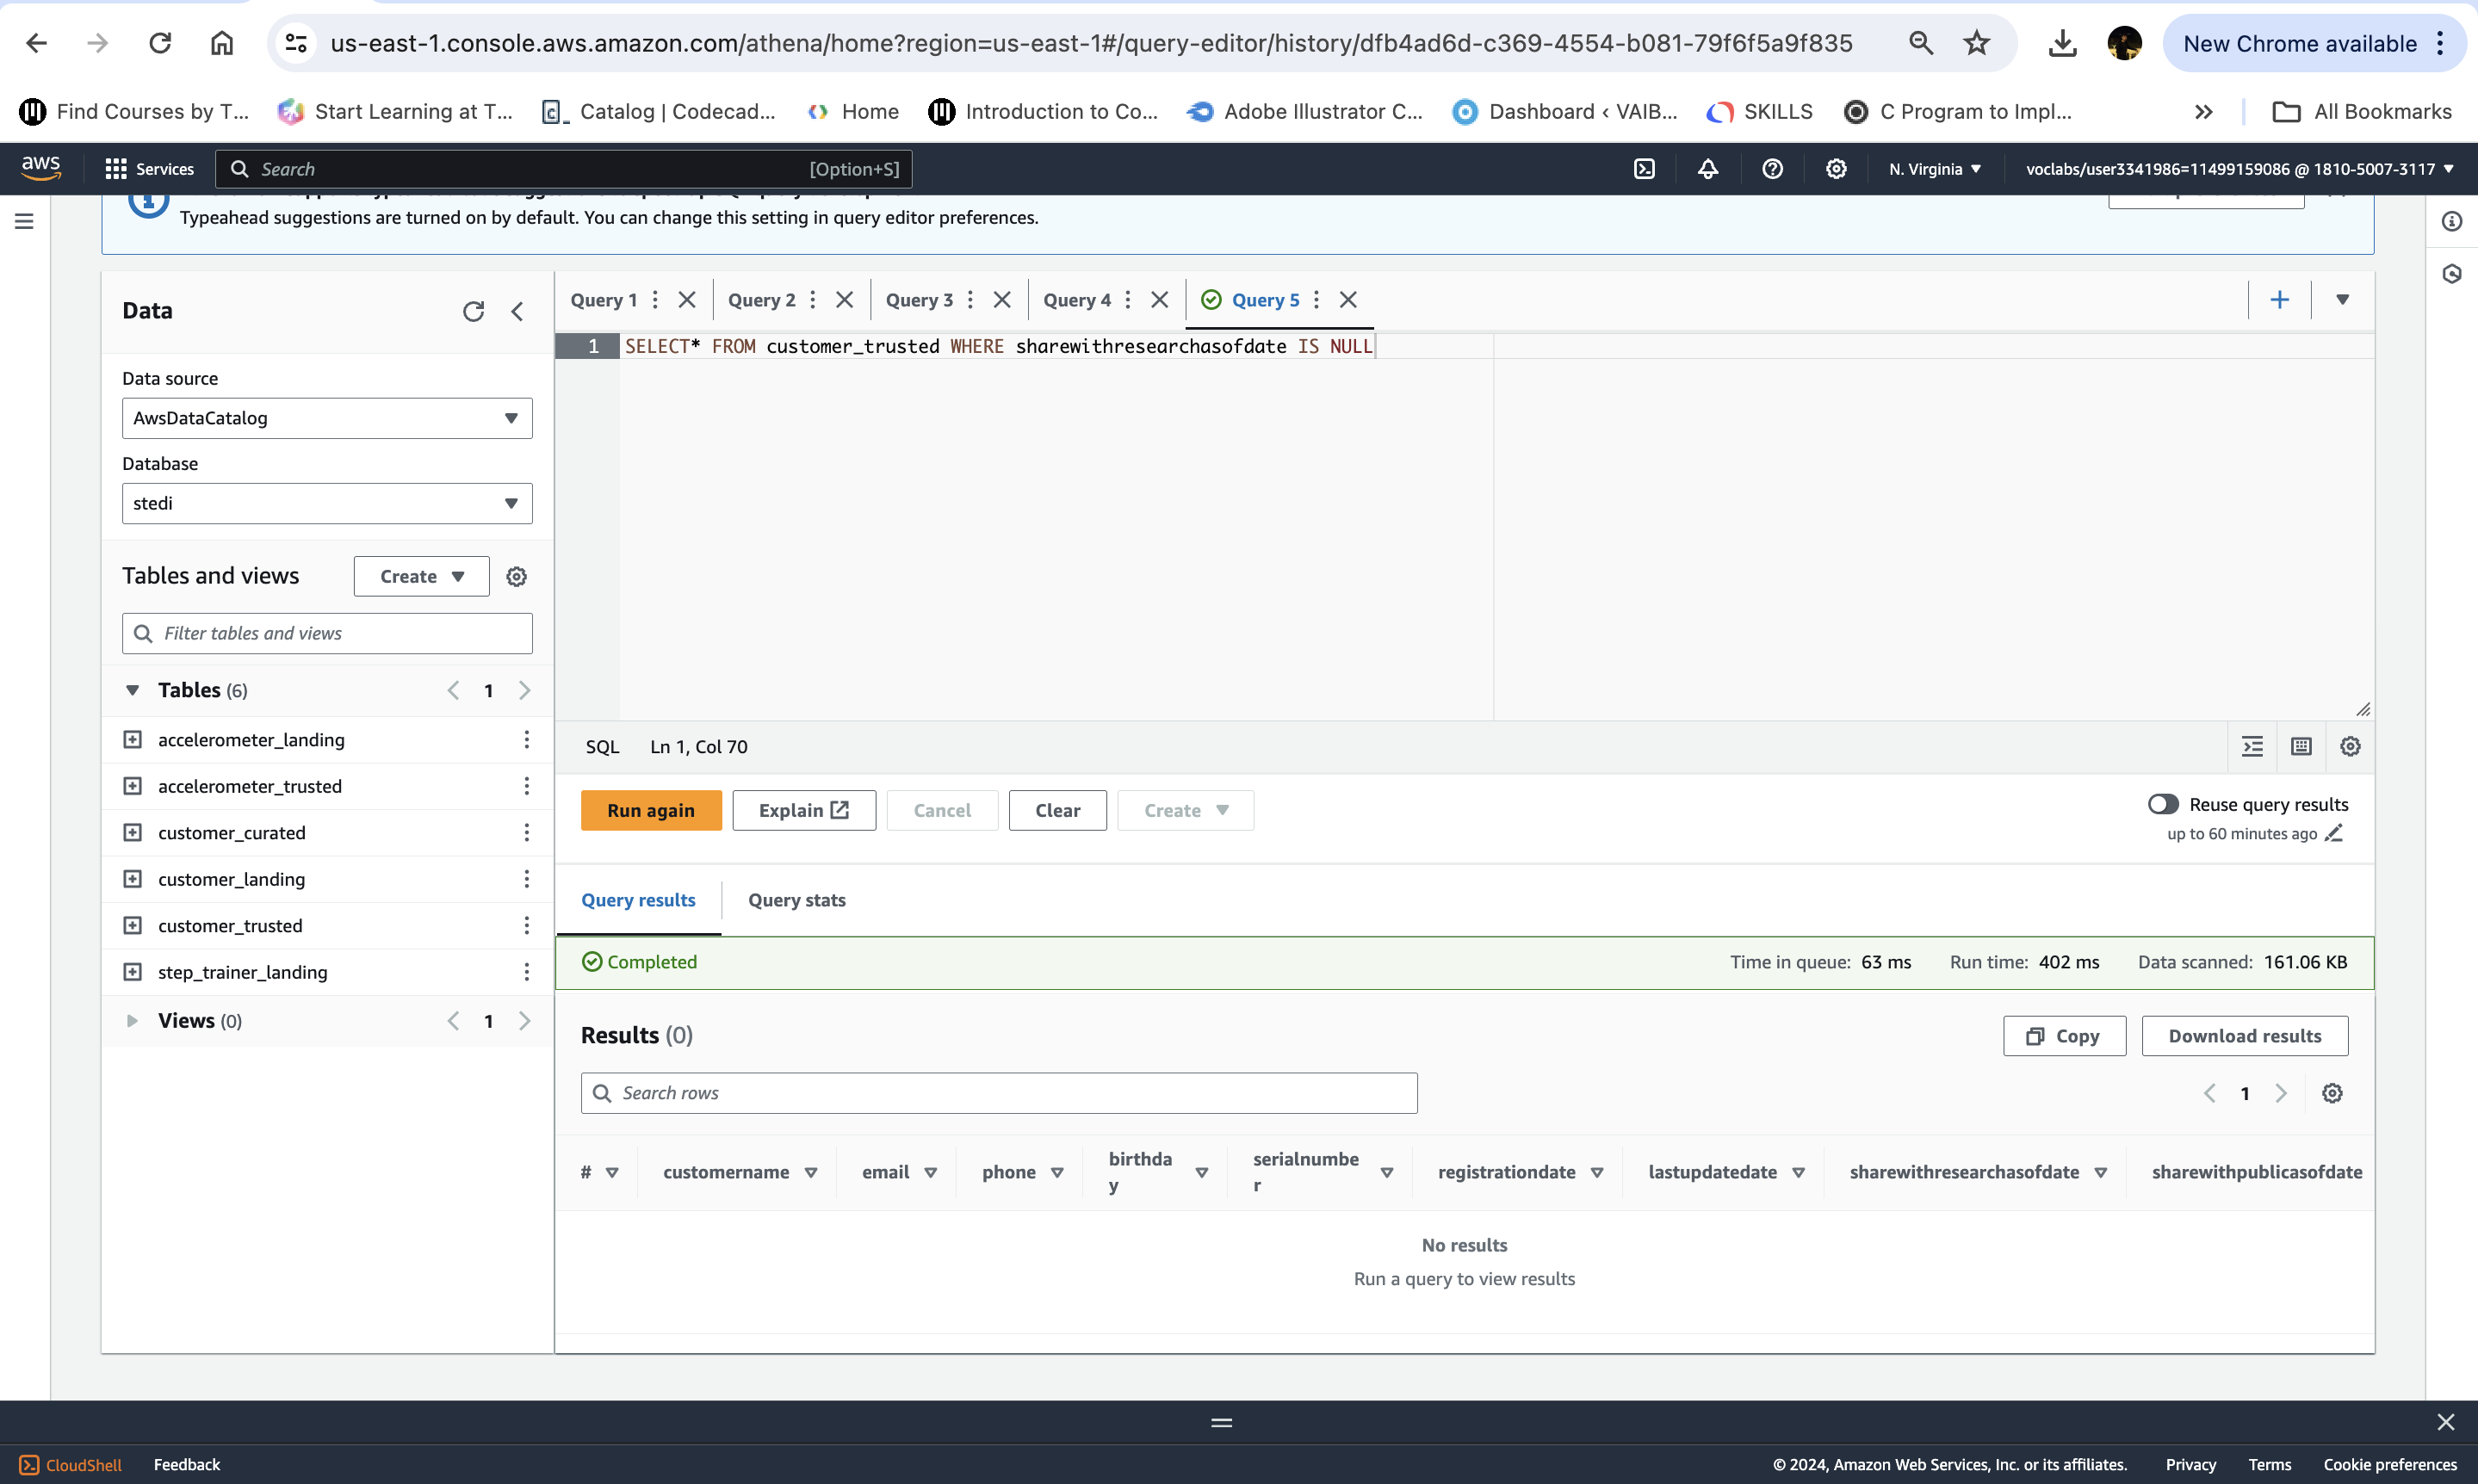 us-east-1.console.aws.amazon.com/athena/home?region=us-east-1#/query-editor/history/dfb4ad6d-c369-4554-b081-79f6f5a9f835
New Chrome available
Find Courses by T...
Start Learning at T...
Catalog | Codecad...
Home
Introduction to Co...
Adobe Illustrator C...
Dashboard ‹ VAIB...
SKILLS
C Program to Impl...
All Bookmarks
aws
Services
Search
[Option+S]
N. Virginia
voclabs/user3341986=11499159086 @ 1810-5007-3117
Typeahead suggestions are turned on by default. You can change this setting in query editor preferences.
Data
Data source
AwsDataCatalog
Database
stedi
Tables and views
Create
Filter tables and views
Tables (6)
1
accelerometer_landing
accelerometer_trusted
customer_curated
customer_landing
customer_trusted
step_trainer_landing
Views (0)
1
Query 1
Query 2
Query 3
Query 4
Query 5
1
SELECT* FROM customer_trusted WHERE sharewithresearchasofdate IS NULL
SQL
Ln 1, Col 70
Run again
Explain
Cancel
Clear
Create
Reuse query results
up to 60 minutes ago
Query results
Query stats
Completed
Time in queue: 63 ms
Run time: 402 ms
Data scanned: 161.06 KB
Results (0)
Copy
Download results
Search rows
1
#
customername
email
phone
birthda
y
serialnumbe
r
registrationdate
lastupdatedate
sharewithresearchasofdate
sharewithpublicasofdate
No results
Run a query to view results
CloudShell
Feedback
© 2024, Amazon Web Services, Inc. or its affiliates.
Privacy
Terms
Cookie preferences